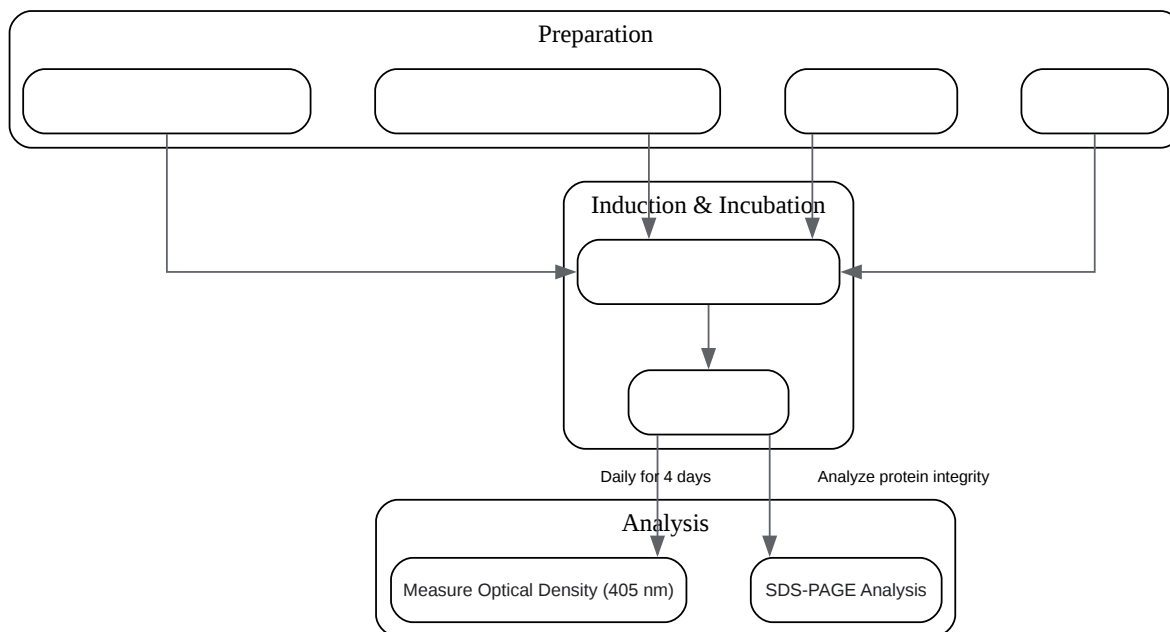 Preparation
Induction & Incubation
Daily for 4 days
Analyze protein integrity
Analysis
Measure Optical Density (405 nm)
SDS-PAGE Analysis